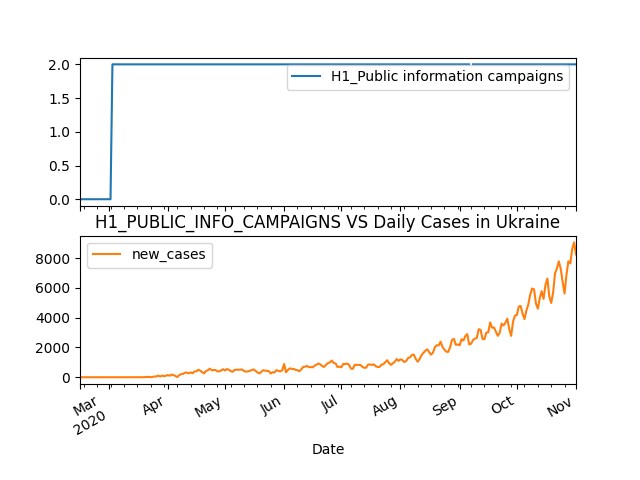 2.0
1.5
1.0
0.5
0.0
H1_Public information campaigns
H1_PUBLIC_INFO_CAMPAIGNS VS Daily Cases in Ukraine
8000
6000
4000
2000
0
new_cases
Mar
2020
Apr
May
Jun
Jul
Aug
Sep
Oct
Nov
Date